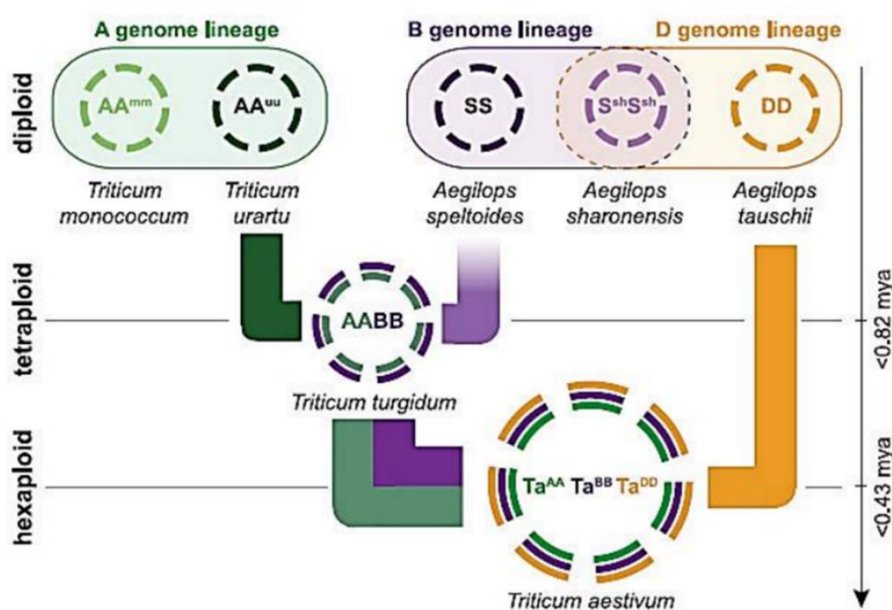 A genome lineage
B genome lineage
D genome lineage
diploid
AAᵐᵐ
AAᵘᵘ
SS
SˢʰSˢʰ
DD
Triticum
monococcum
Triticum
urartu
Aegilops
speltoides
Aegilops
sharonensis
Aegilops
tauschii
tetraploid
AABB
<0.82 mya
Triticum turgidum
hexaploid
Taᴬᴬ Taᴮᴮ Taᴰᴰ
<0.43 mya
Triticum aestivum